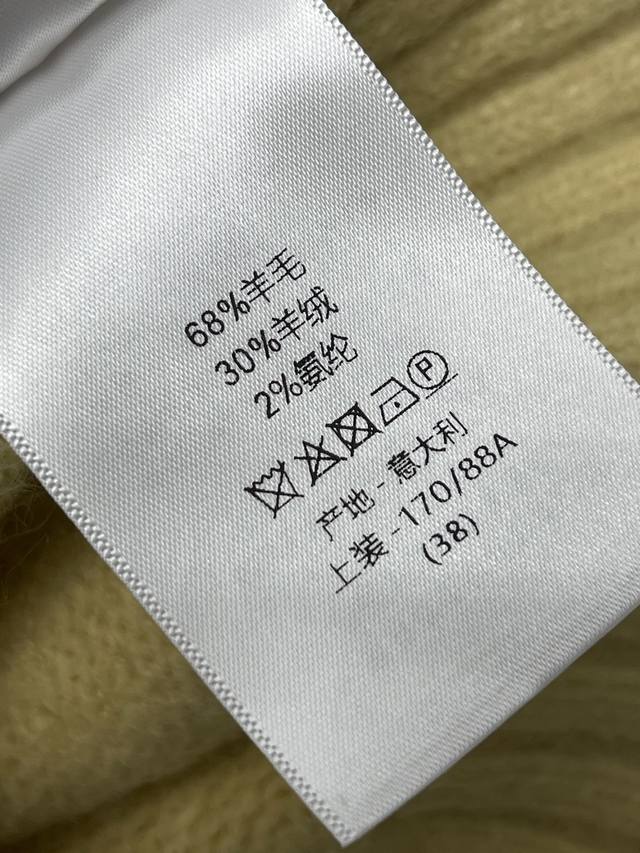 68%羊毛
30%羊绒
2%氨纶
P
产地 - 意大利
上装 -170/88A
(38)